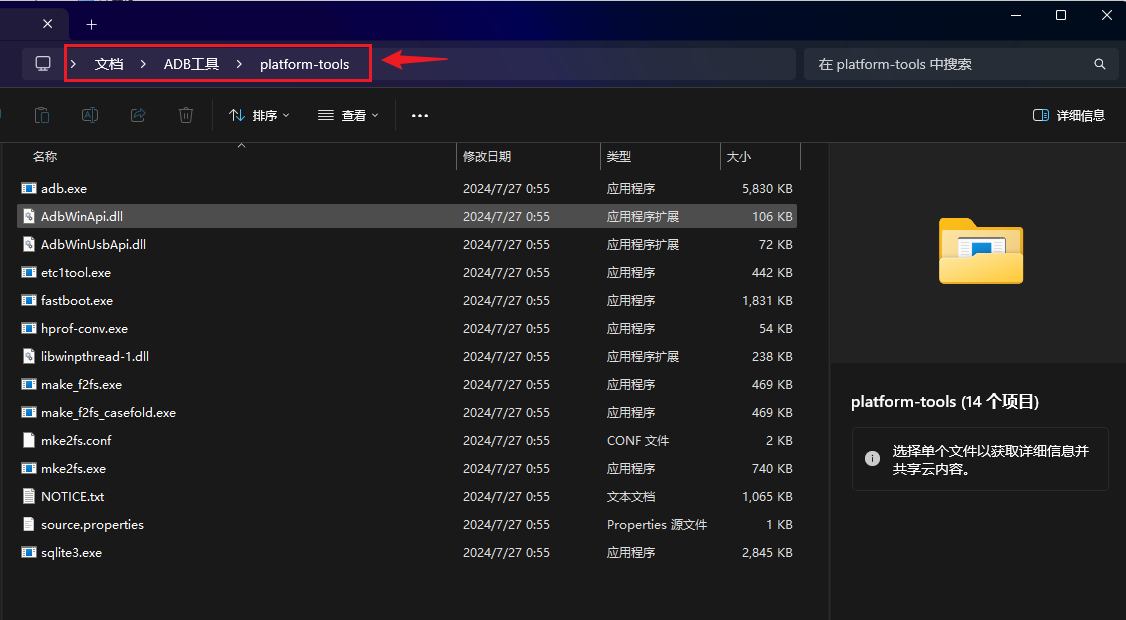 文档 > ADB工具 > platform-tools
在 platform-tools 中搜索
排序 查看 ... 详细信息
名称 修改日期 类型 大小
adb.exe 2024/7/27 0:55 应用程序 5,830 KB
AdbWinApi.dll 2024/7/27 0:55 应用程序扩展 106 KB
AdbWinUsbApi.dll 2024/7/27 0:55 应用程序扩展 72 KB
etc1tool.exe 2024/7/27 0:55 应用程序 442 KB
fastboot.exe 2024/7/27 0:55 应用程序 1,831 KB
hprof-conv.exe 2024/7/27 0:55 应用程序 54 KB
libwinpthread-1.dll 2024/7/27 0:55 应用程序扩展 238 KB
make_f2fs.exe 2024/7/27 0:55 应用程序 469 KB
make_f2fs_casefold.exe 2024/7/27 0:55 应用程序 469 KB
mke2fs.conf 2024/7/27 0:55 CONF 文件 2 KB
mke2fs.exe 2024/7/27 0:55 应用程序 740 KB
NOTICE.txt 2024/7/27 0:55 文本文档 1,065 KB
source.properties 2024/7/27 0:55 Properties 源文件 1 KB
sqlite3.exe 2024/7/27 0:55 应用程序 2,845 KB
platform-tools (14 个项目)
选择单个文件以获取详细信息并
共享云内容。